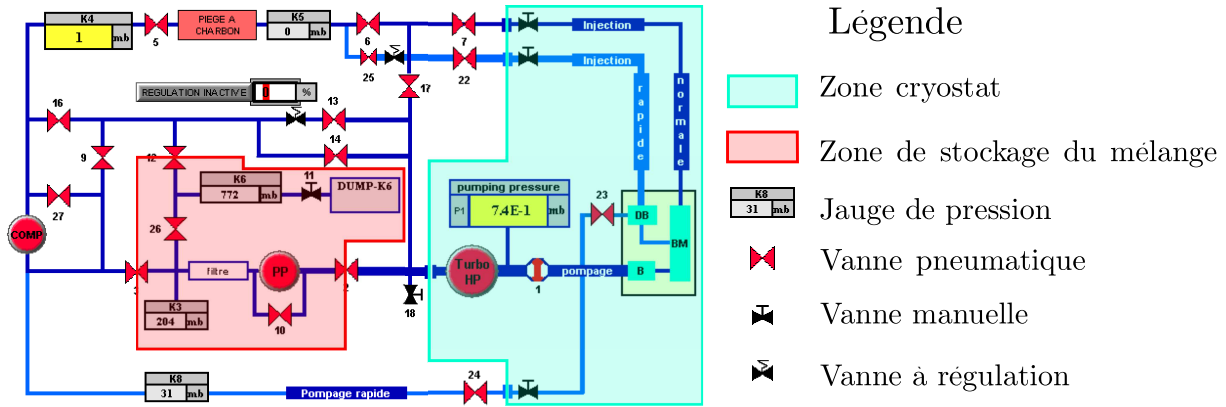 K4
1 mb
5
PIEGE A CHARBON
K5
0 mb
6
7
Injection
25
22
Injection
17
rapide
normale
REGULATION INACTIVE 0 %
16
13
14
9
12
27
K6
772 mb
11
DUMP-K6
26
COMP
filtre
PP
K3
204 mb
10
2
18
pumping pressure
P1 7.4E-1 mb
Turbo HP
1
pompage
23
DB
BM
B
K8
31 mb
Pompage rapide
24
Légende
Zone cryostat
Zone de stockage du mélange
K8
31 mb
Jauge de pression
Vanne pneumatique
Vanne manuelle
Vanne à régulation